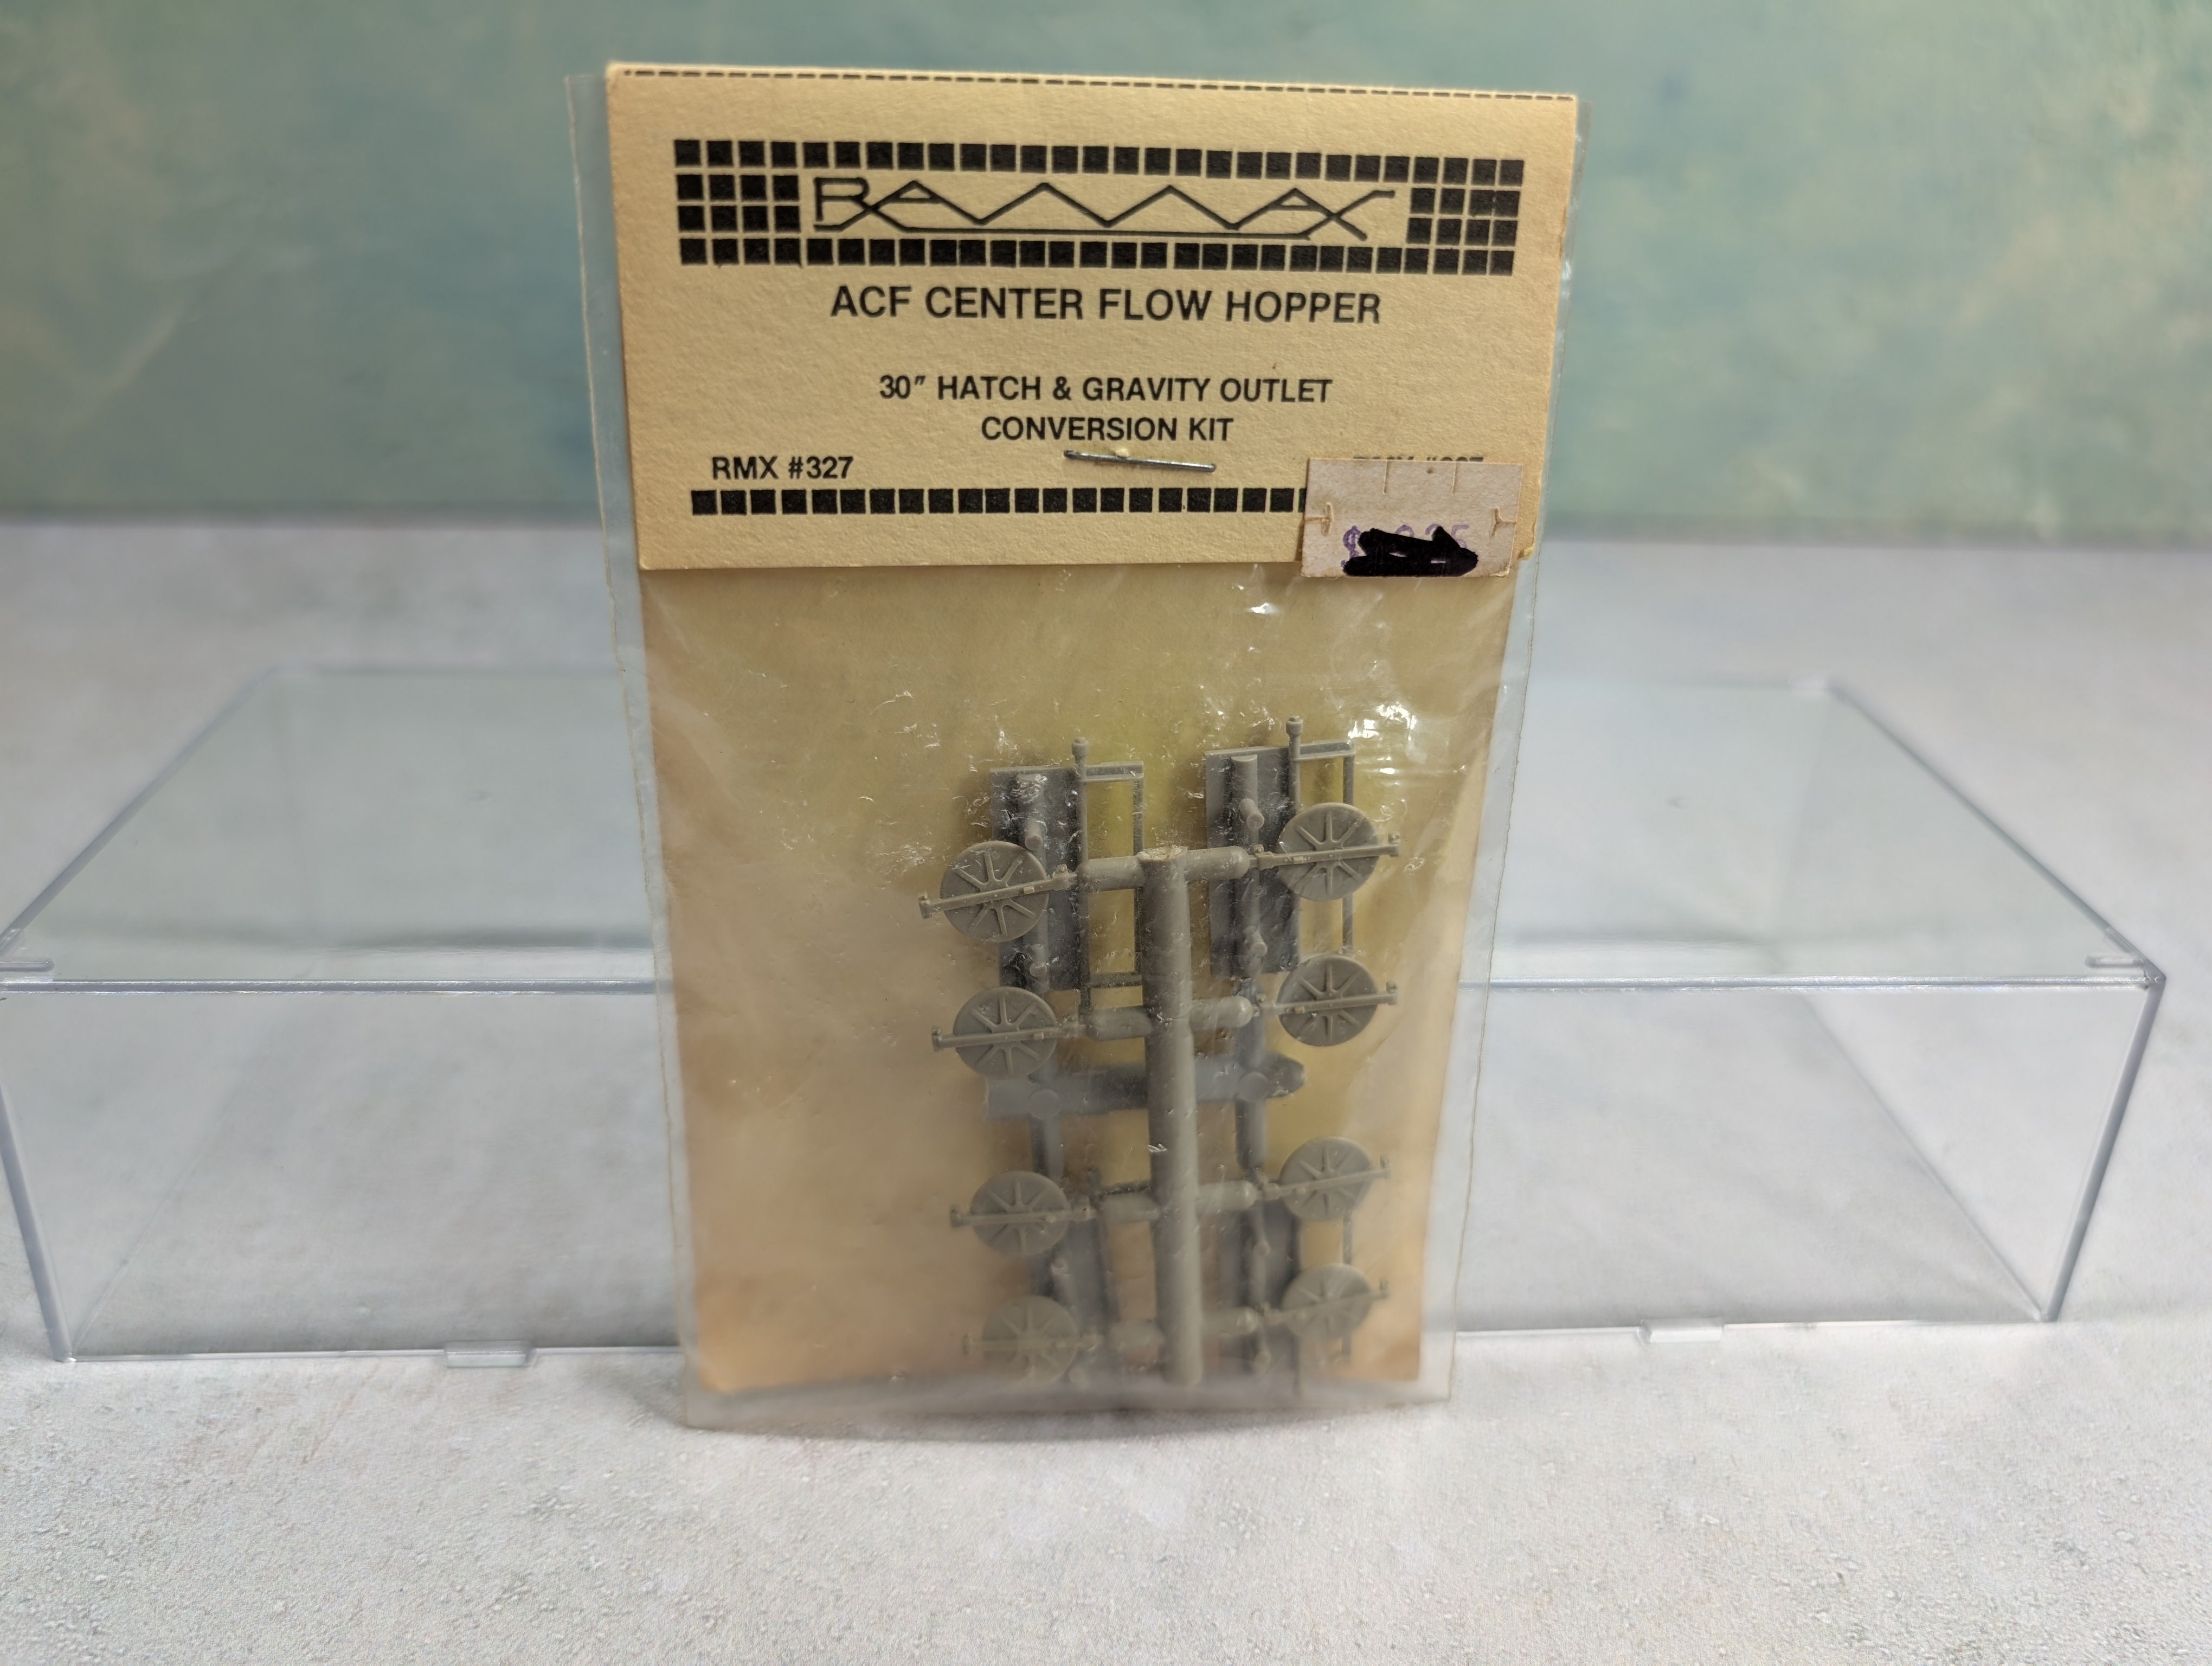 RAMAX
ACF CENTER FLOW HOPPER
30" HATCH & GRAVITY OUTLET
CONVERSION KIT
RMX #327